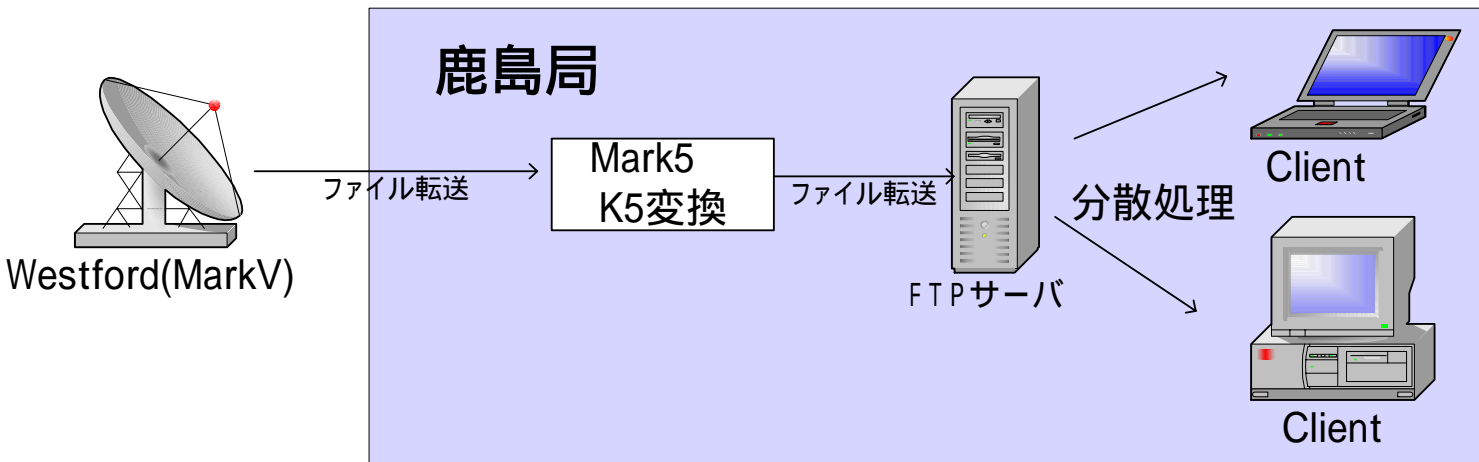 鹿島局
Westford(MarkV)
ファイル転送
Mark5
K5変換
ファイル転送
FTPサーバ
分散処理
Client
Client